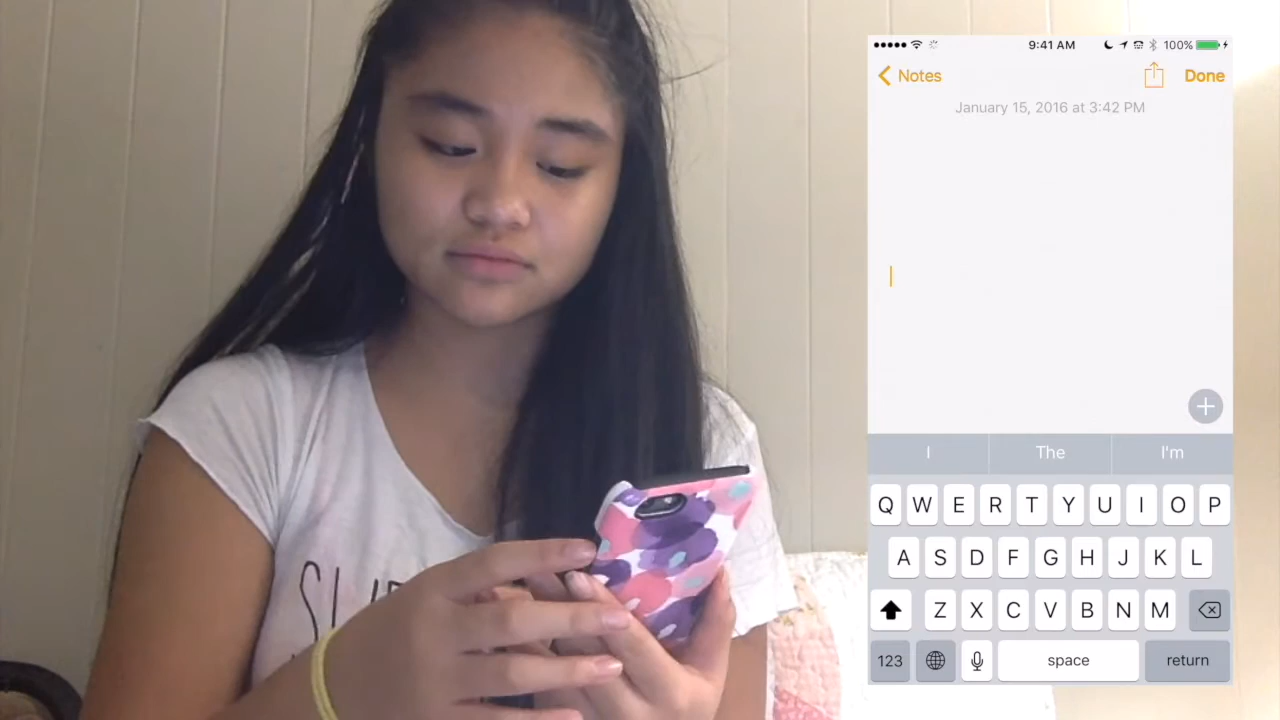 9:41 AM
100%
Notes
Done
January 15, 2016 at 3:42 PM
I The I'm
Q W E R T Y U I O P
A S D F G H J K L
Z X C V B N M
123 space return